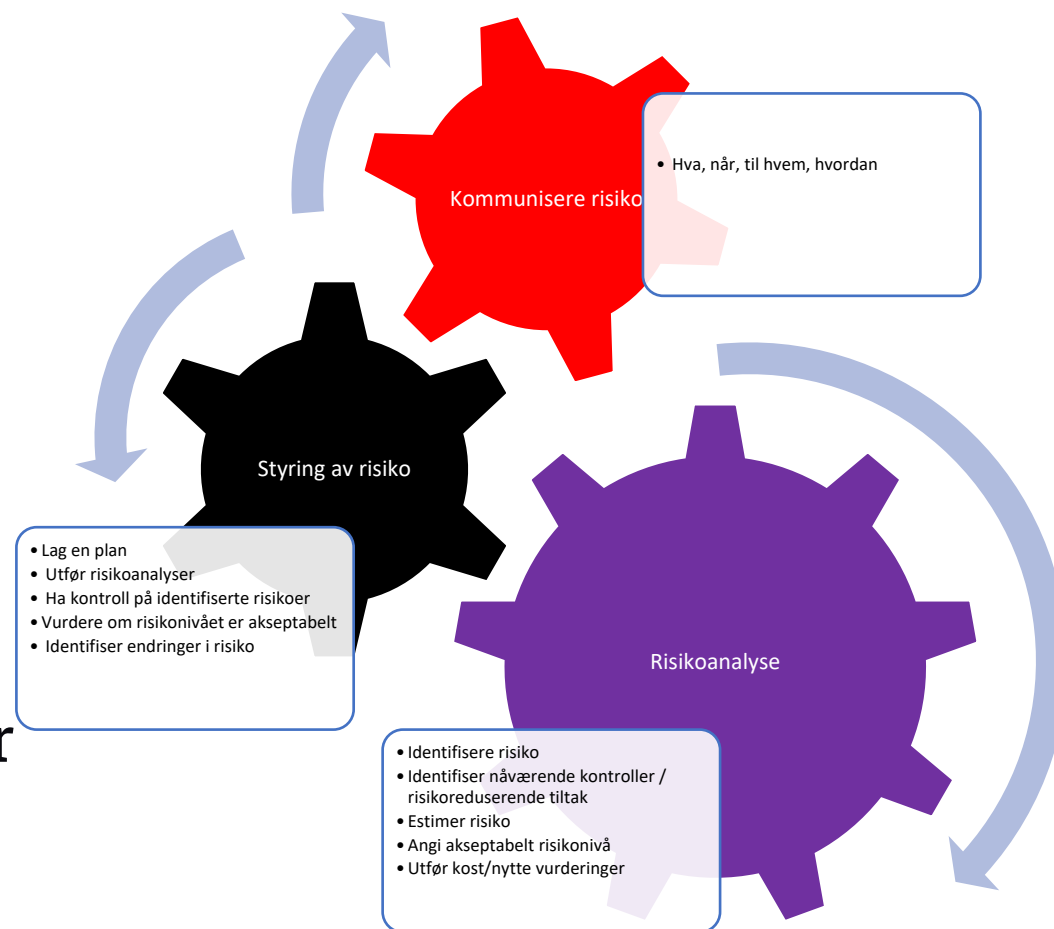 Kommunisere risiko
• Hva, når, til hvem, hvordan
Styring av risiko
• Lag en plan
• Utfør risikoanalyser
• Ha kontroll på identifiserte risikoer
• Vurdere om risikonivået er akseptabelt
• Identifiser endringer i risiko
Risikoanalyse
r
• Identifisere risiko
• Identifiser nåværende kontroller /
risikoreduserende tiltak
• Estimer risiko
• Angi akseptabelt risikonivå
• Utfør kost/nytte vurderinger